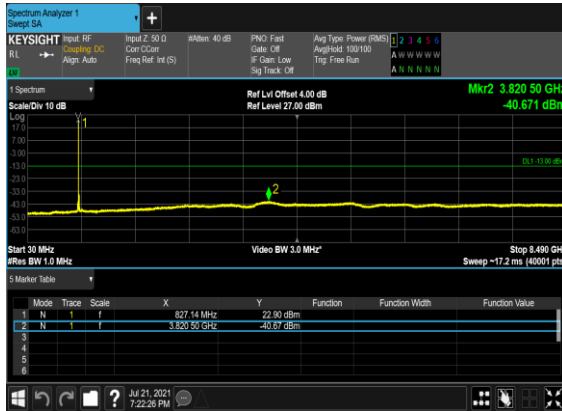 Spectrum Analyzer 1
Swept SA
KEYSIGHT Input: RF Input Z: 50 Ω #Atten: 40 dB PNO: Fast Avg Type: Power (RMS) 1 2 3 4 5 6
RL Coupling: DC Corr CCorr Gate: Off Avg|Hold: 100/100 A W W W W W
Align: Auto Freq Ref: Int (S) IF Gain: Low Trig: Free Run
LXI Sig Track: Off A N N N N N
1 Spectrum Ref Lvl Offset 4.00 dB Mkr2 3.820 50 GHz
Scale/Div 10 dB Ref Level 27.00 dBm -40.671 dBm
Log
17.0 1
7.00
-3.00
-13.0 DL1 -13.00 dBm
-23.0
-33.0 2
-43.0
-53.0
-63.0
Start 30 MHz Video BW 3.0 MHz* Stop 8.490 GHz
#Res BW 1.0 MHz Sweep ~17.2 ms (40001 pts)
5 Marker Table
Mode Trace Scale X Y Function Function Width Function Value
1 N 1 f 827.14 MHz 22.90 dBm
2 N 1 f 3.820 50 GHz -40.67 dBm
3
4
5
6
? Jul 21, 2021
7:22:26 PM